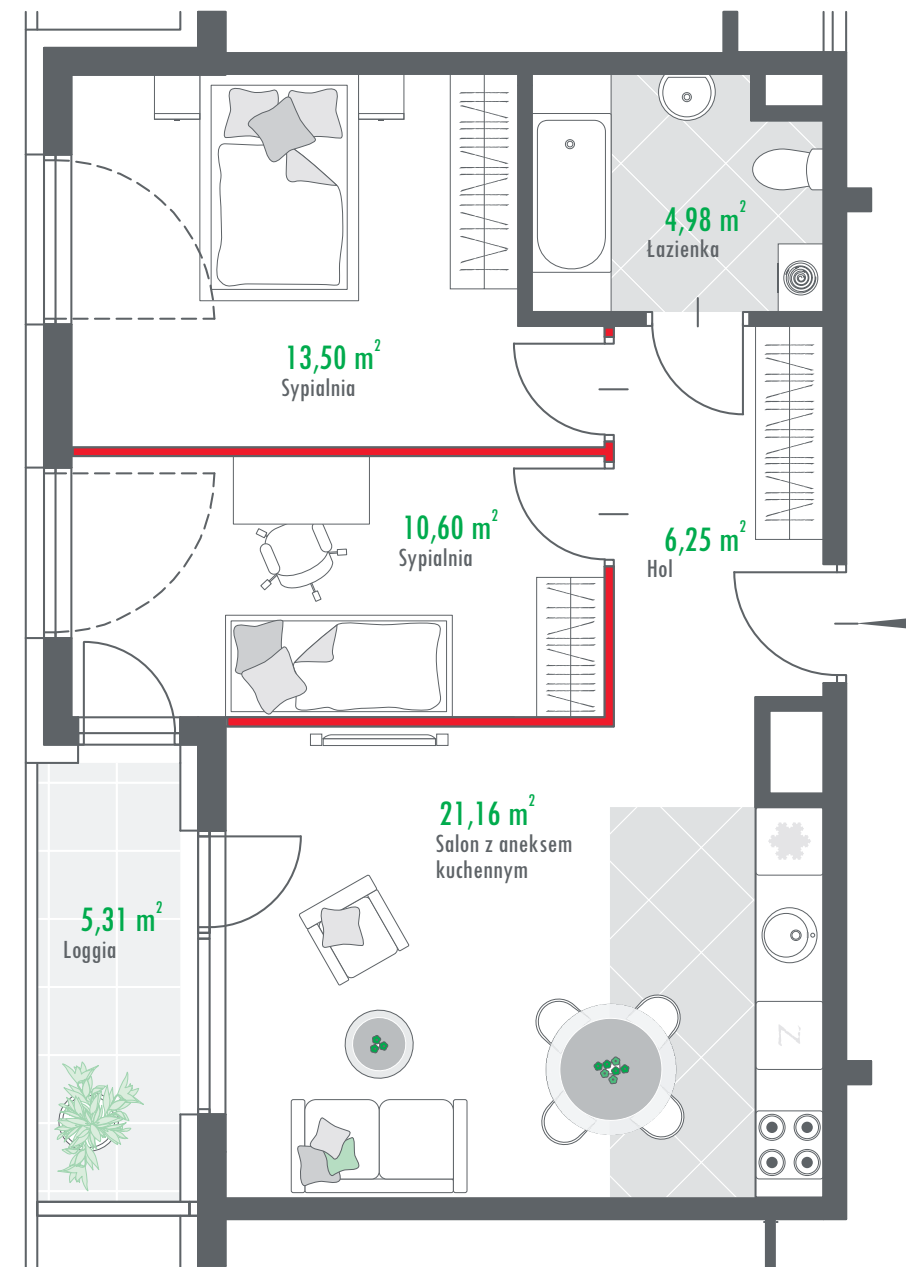 4,98 m²
Łazienka
13,50 m²
Sypialnia
10,60 m²
Sypialnia
6,25 m²
Hol
21,16 m²
Salon z aneksem
kuchennym
5,31 m²
Loggia
Z